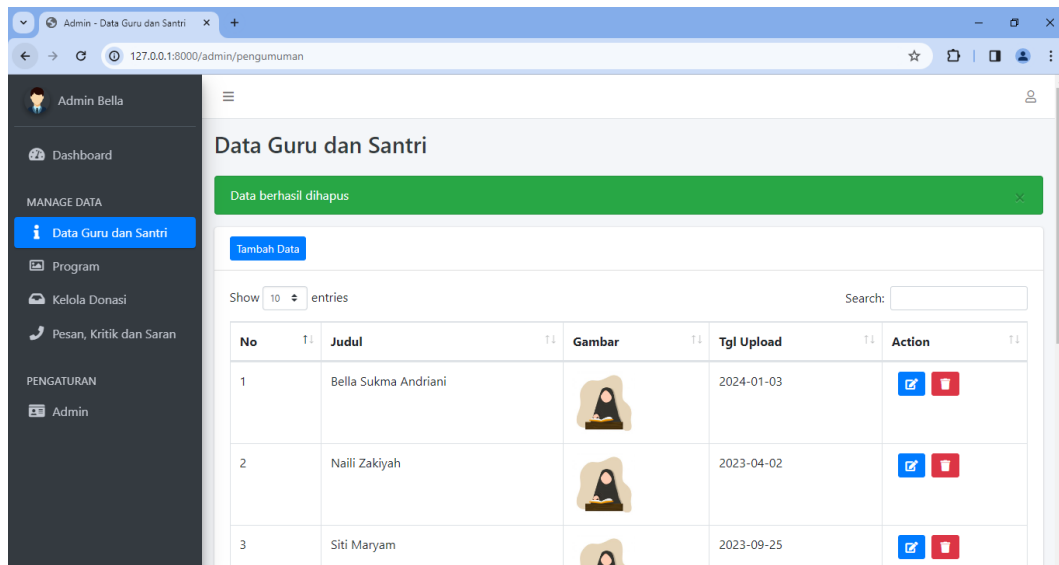 Admin - Data Guru dan Santri
127.0.0.1:8000/admin/pengumuman
Admin Bella
Dashboard
MANAGE DATA
Data Guru dan Santri
Program
Kelola Donasi
Pesan, Kritik dan Saran
PENGATURAN
Admin
Data Guru dan Santri
Data berhasil dihapus
Tambah Data
Show 10 entries Search:
No Judul Gambar Tgl Upload Action
1 Bella Sukma Andriani 2024-01-03
2 Naili Zakiyah 2023-04-02
3 Siti Maryam 2023-09-25